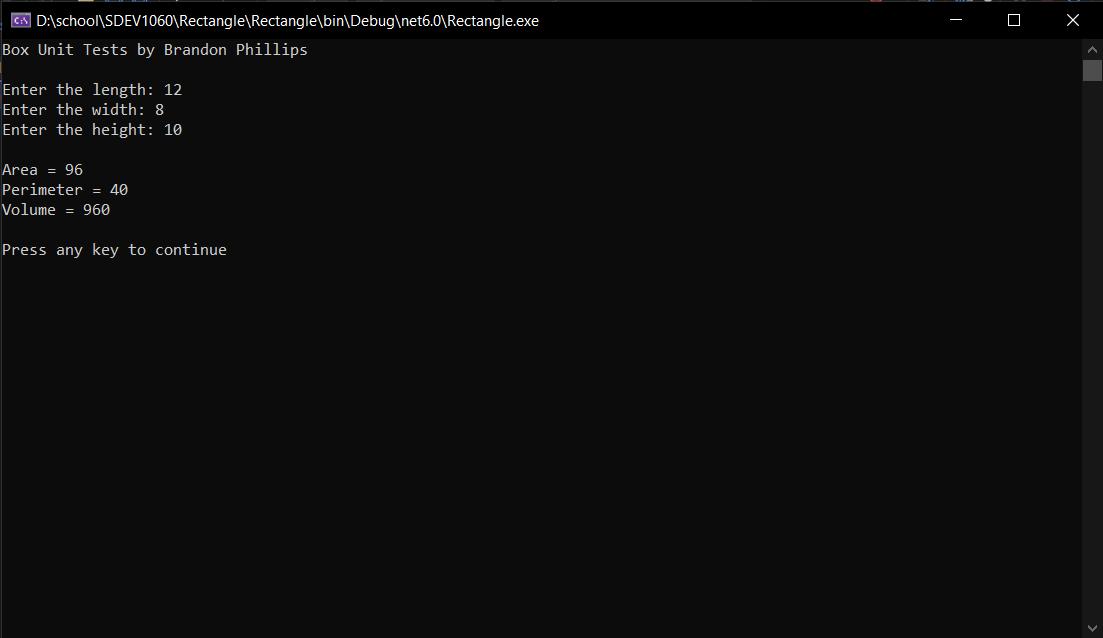 D:\school\SDEV1060\Rectangle\Rectangle\bin\Debug\net6.0\Rectangle.exe
Box Unit Tests by Brandon Phillips
Enter the length: 12
Enter the width: 8
Enter the height: 10
Area = 96
Perimeter = 40
Volume = 960
Press any key to continue